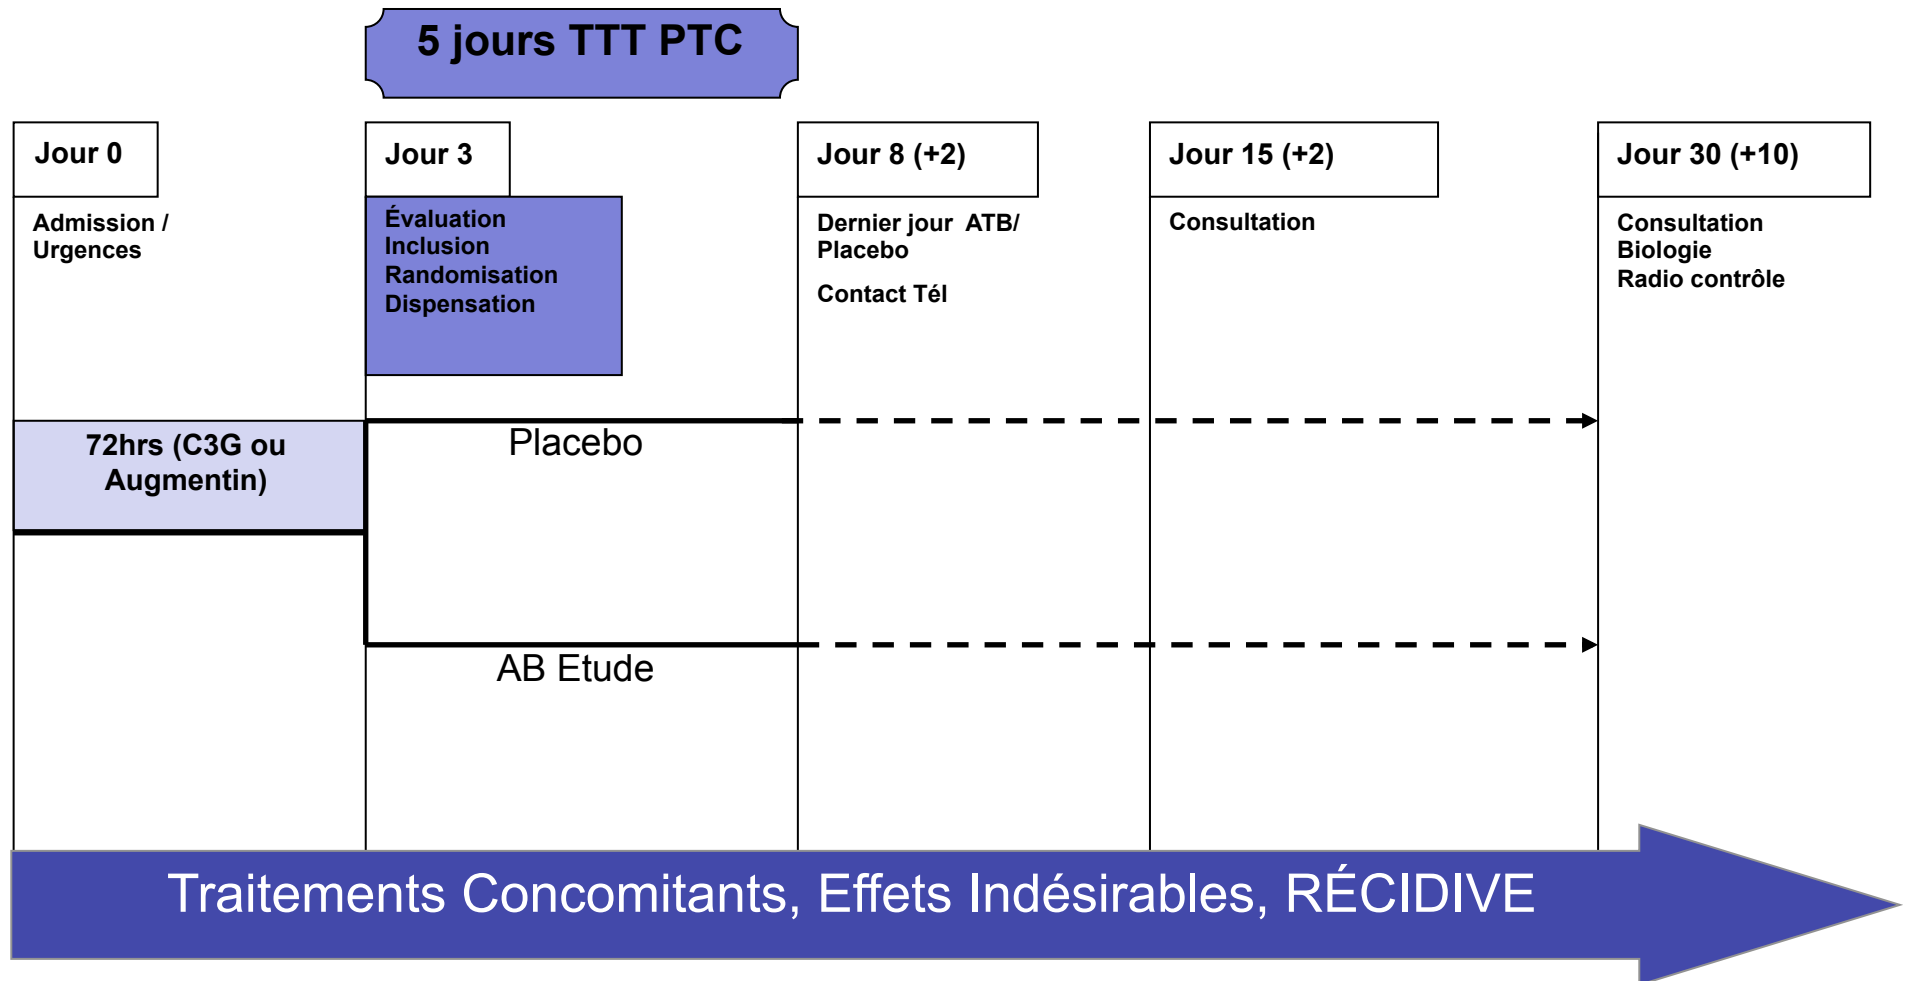 5 jours TTT PTC
Jour 0
Admission /
Urgences
Jour 3
Évaluation
Inclusion
Randomisation
Dispensation
Jour 8 (+2)
Dernier jour ATB/
Placebo
Contact Tél
Jour 15 (+2)
Consultation
Jour 30 (+10)
Consultation
Biologie
Radio contrôle
72hrs (C3G ou
Augmentin)
Placebo
AB Etude
Traitements Concomitants, Effets Indésirables, RÉCIDIVE